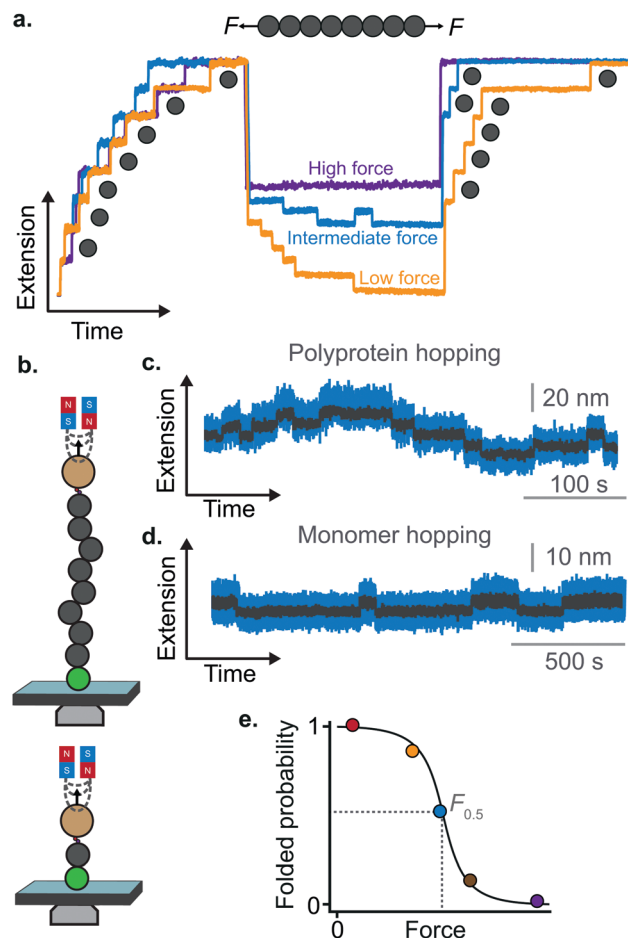 a.
F F
High force
Intermediate force
Low force
Extension
Time
b.
N S
S N
N S
S N
c.
Polyprotein hopping
20 nm
Extension
Time
100 s
d.
Monomer hopping
10 nm
Extension
Time
500 s
e.
Folded probability
1
0
F0.5
0
Force